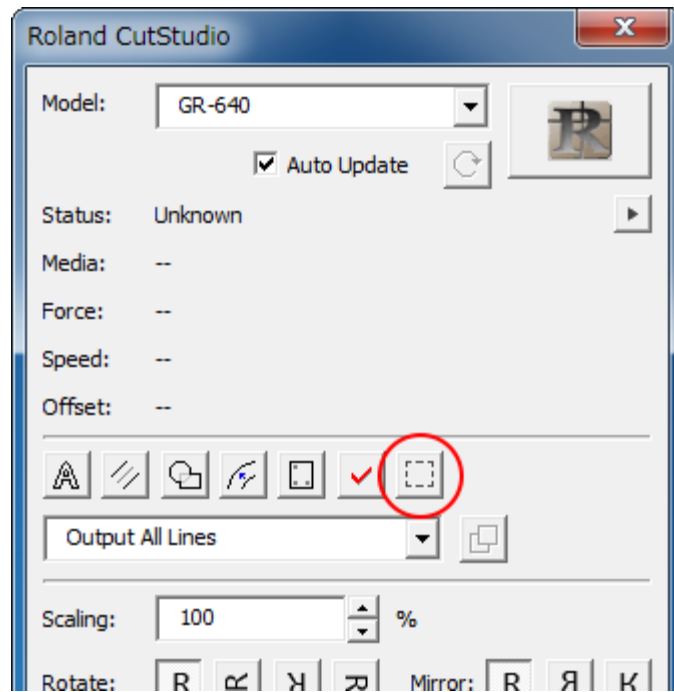 Roland CutStudio
Model: GR-640
Auto Update
Status: Unknown
Media: --
Force: --
Speed: --
Offset: --
Output All Lines
Scaling: 100 %
Rotate: R R R R Mirror: R R R